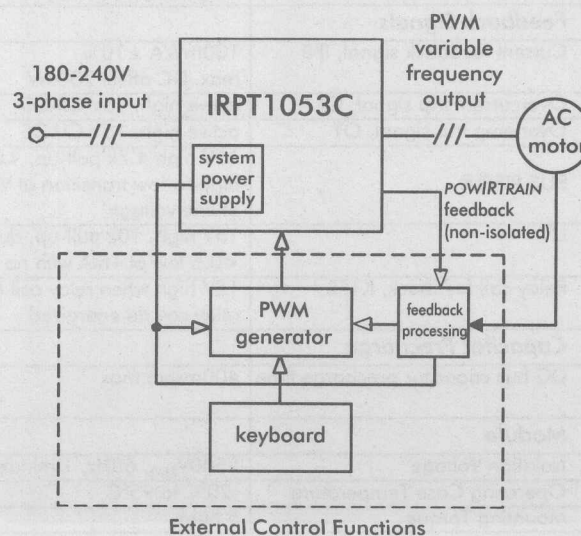 PWM
variable
frequency
output
180-240V
3-phase input
IRPT1053C
AC
motor
system
power
supply
POWIRTRAIN
feedback
(non-isolated)
PWM
generator
feedback
processing
keyboard
External Control Functions